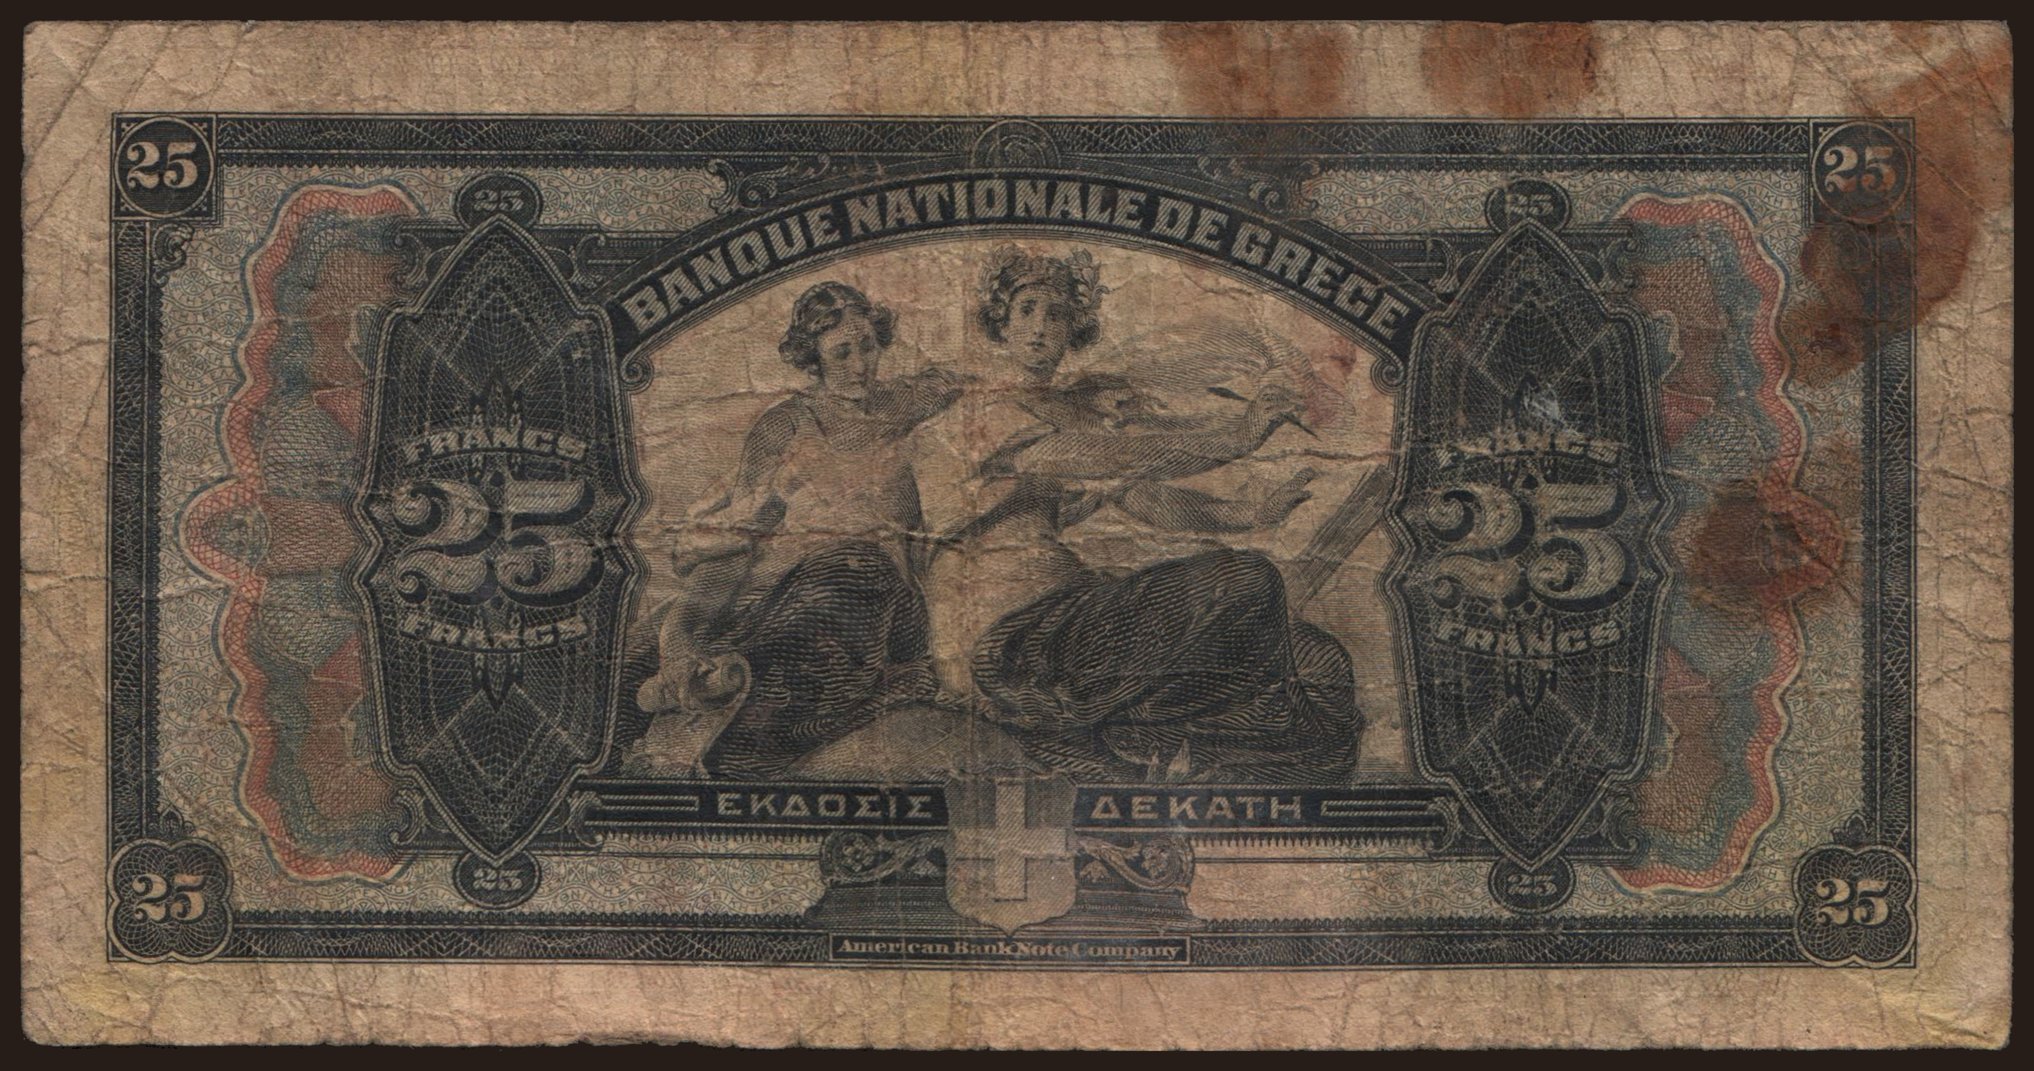 25 25
25 25
BANQUE NATIONALE DE GRÈCE
FRANCS FRANCS
25 25
FRANCS FRANCS
ΕΚΔΟΣΙΣ ΔΕΚΑΤΗ
25 25
25 25
American Bank Note Company